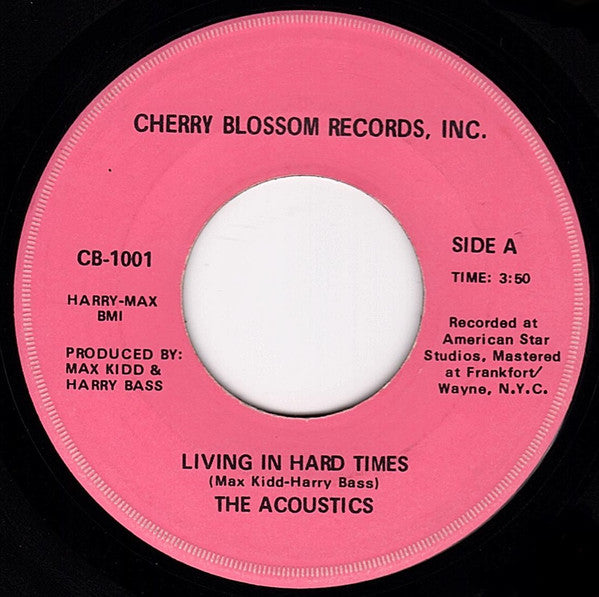 CHERRY BLOSSOM RECORDS, INC.
CB-1001
HARRY-MAX
BMI
PRODUCED BY:
MAX KIDD &
HARRY BASS
SIDE A
TIME: 3:50
Recorded at
American Star
Studios, Mastered
at Frankfort/
Wayne, N.Y.C.
LIVING IN HARD TIMES
(Max Kidd-Harry Bass)
THE ACOUSTICS